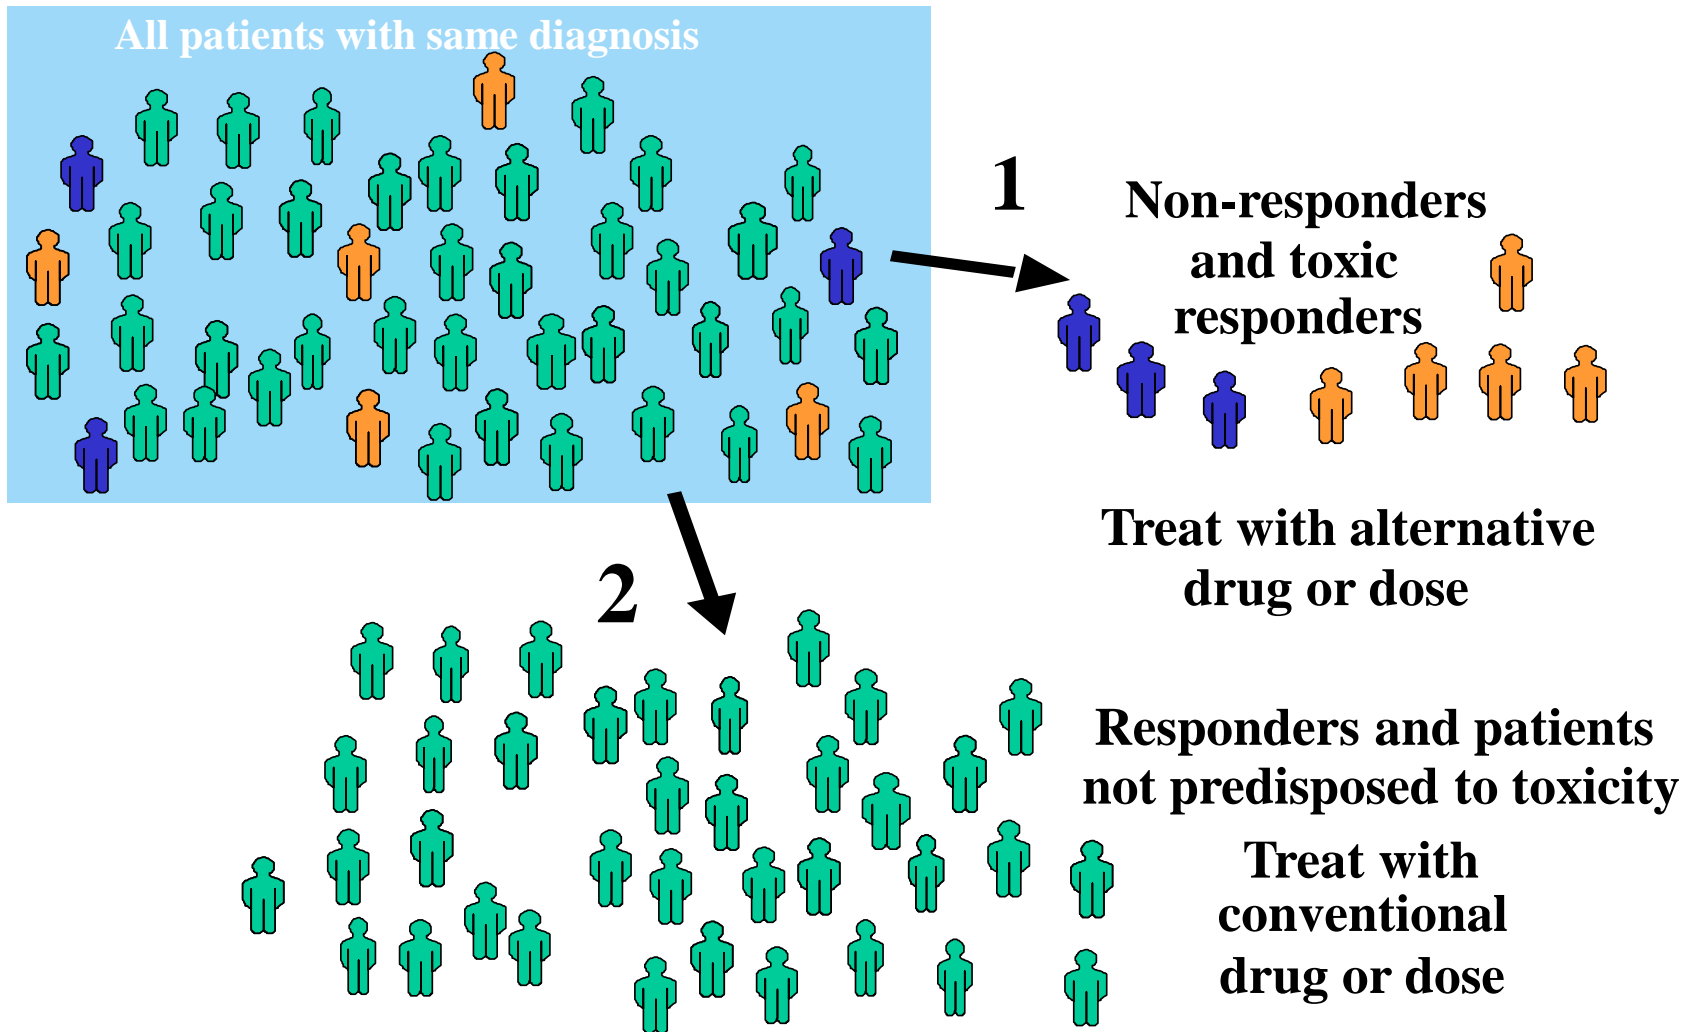 All patients with same diagnosis
1
Non-responders
and toxic
responders
Treat with alternative
drug or dose
2
Responders and patients
not predisposed to toxicity
Treat with
conventional
drug or dose